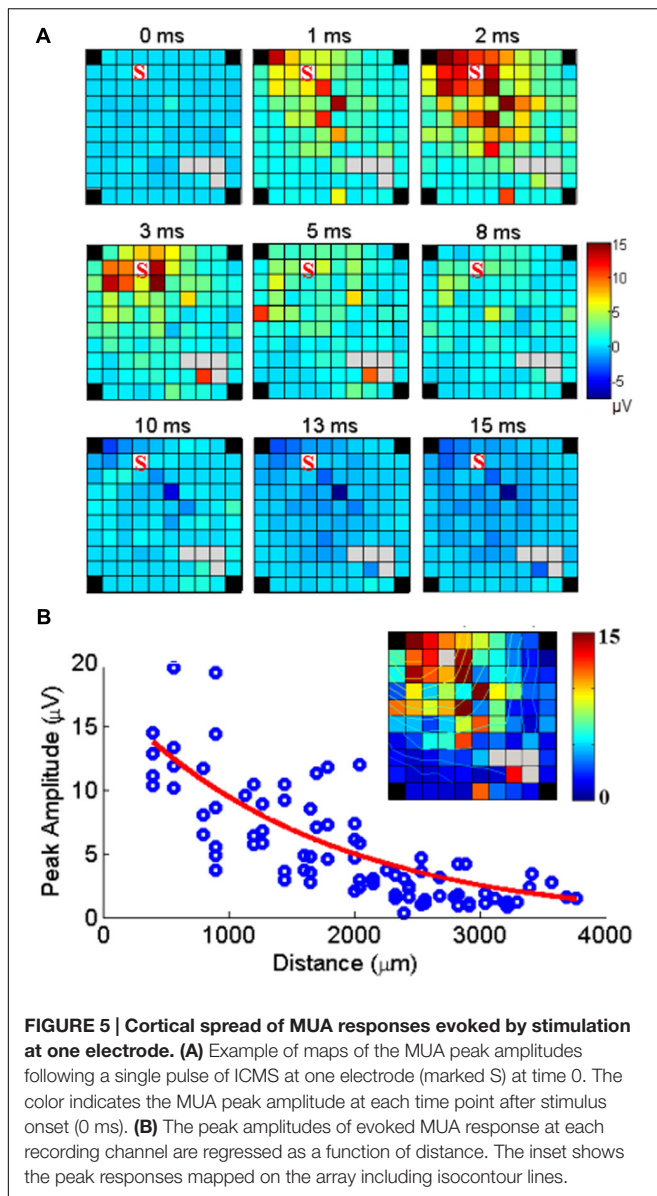 A
0 ms 1 ms 2 ms
S S S
3 ms 5 ms 8 ms
S S S
15
10
5
0
-5
µV
10 ms 13 ms 15 ms
S S S
B
20
15
10
5
0
Peak Amplitude (µV)
0 1000 2000 3000 4000
Distance (µm)
15
0
FIGURE 5 | Cortical spread of MUA responses evoked by stimulation
at one electrode. (A) Example of maps of the MUA peak amplitudes
following a single pulse of ICMS at one electrode (marked S) at time 0. The
color indicates the MUA peak amplitude at each time point after stimulus
onset (0 ms). (B) The peak amplitudes of evoked MUA response at each
recording channel are regressed as a function of distance. The inset shows
the peak responses mapped on the array including isocontour lines.